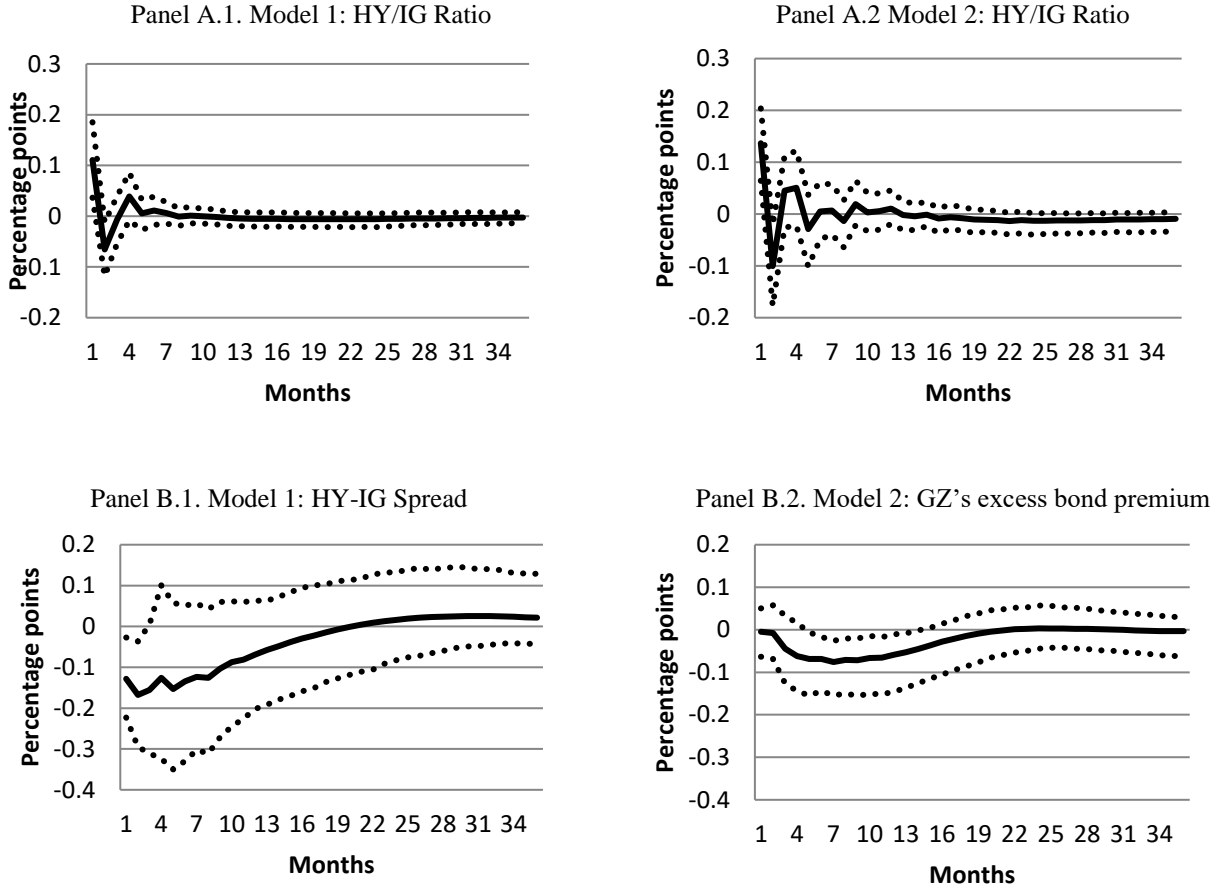 Panel A.1. Model 1: HY/IG Ratio
Percentage points
0.3
0.2
0.1
0
-0.1
-0.2
1 4 7 10 13 16 19 22 25 28 31 34
Months
Panel A.2 Model 2: HY/IG Ratio
Percentage points
0.3
0.2
0.1
0
-0.1
-0.2
1 4 7 10 13 16 19 22 25 28 31 34
Months
Panel B.1. Model 1: HY-IG Spread
Percentage points
0.2
0.1
0
-0.1
-0.2
-0.3
-0.4
1 4 7 10 13 16 19 22 25 28 31 34
Months
Panel B.2. Model 2: GZ’s excess bond premium
Percentage points
0.2
0.1
0
-0.1
-0.2
-0.3
-0.4
1 4 7 10 13 16 19 22 25 28 31 34
Months